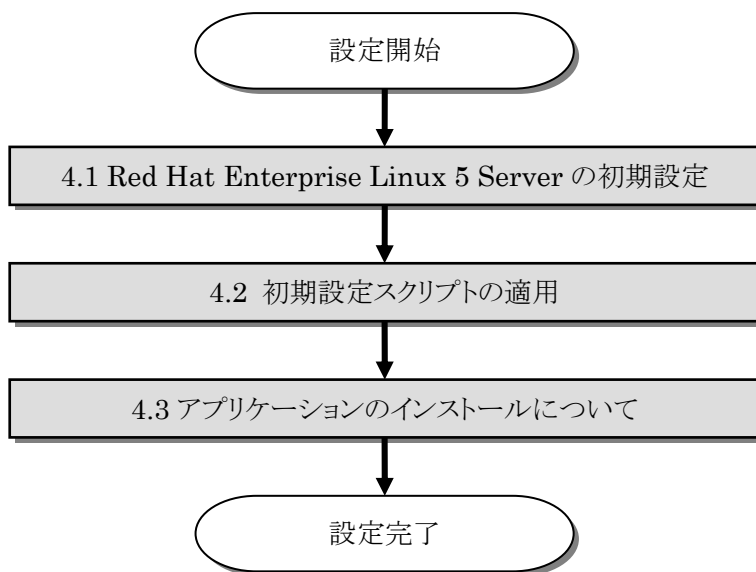 設定開始
4.1 Red Hat Enterprise Linux 5 Server の初期設定
4.2 初期設定スクリプトの適用
4.3 アプリケーションのインストールについて
設定完了